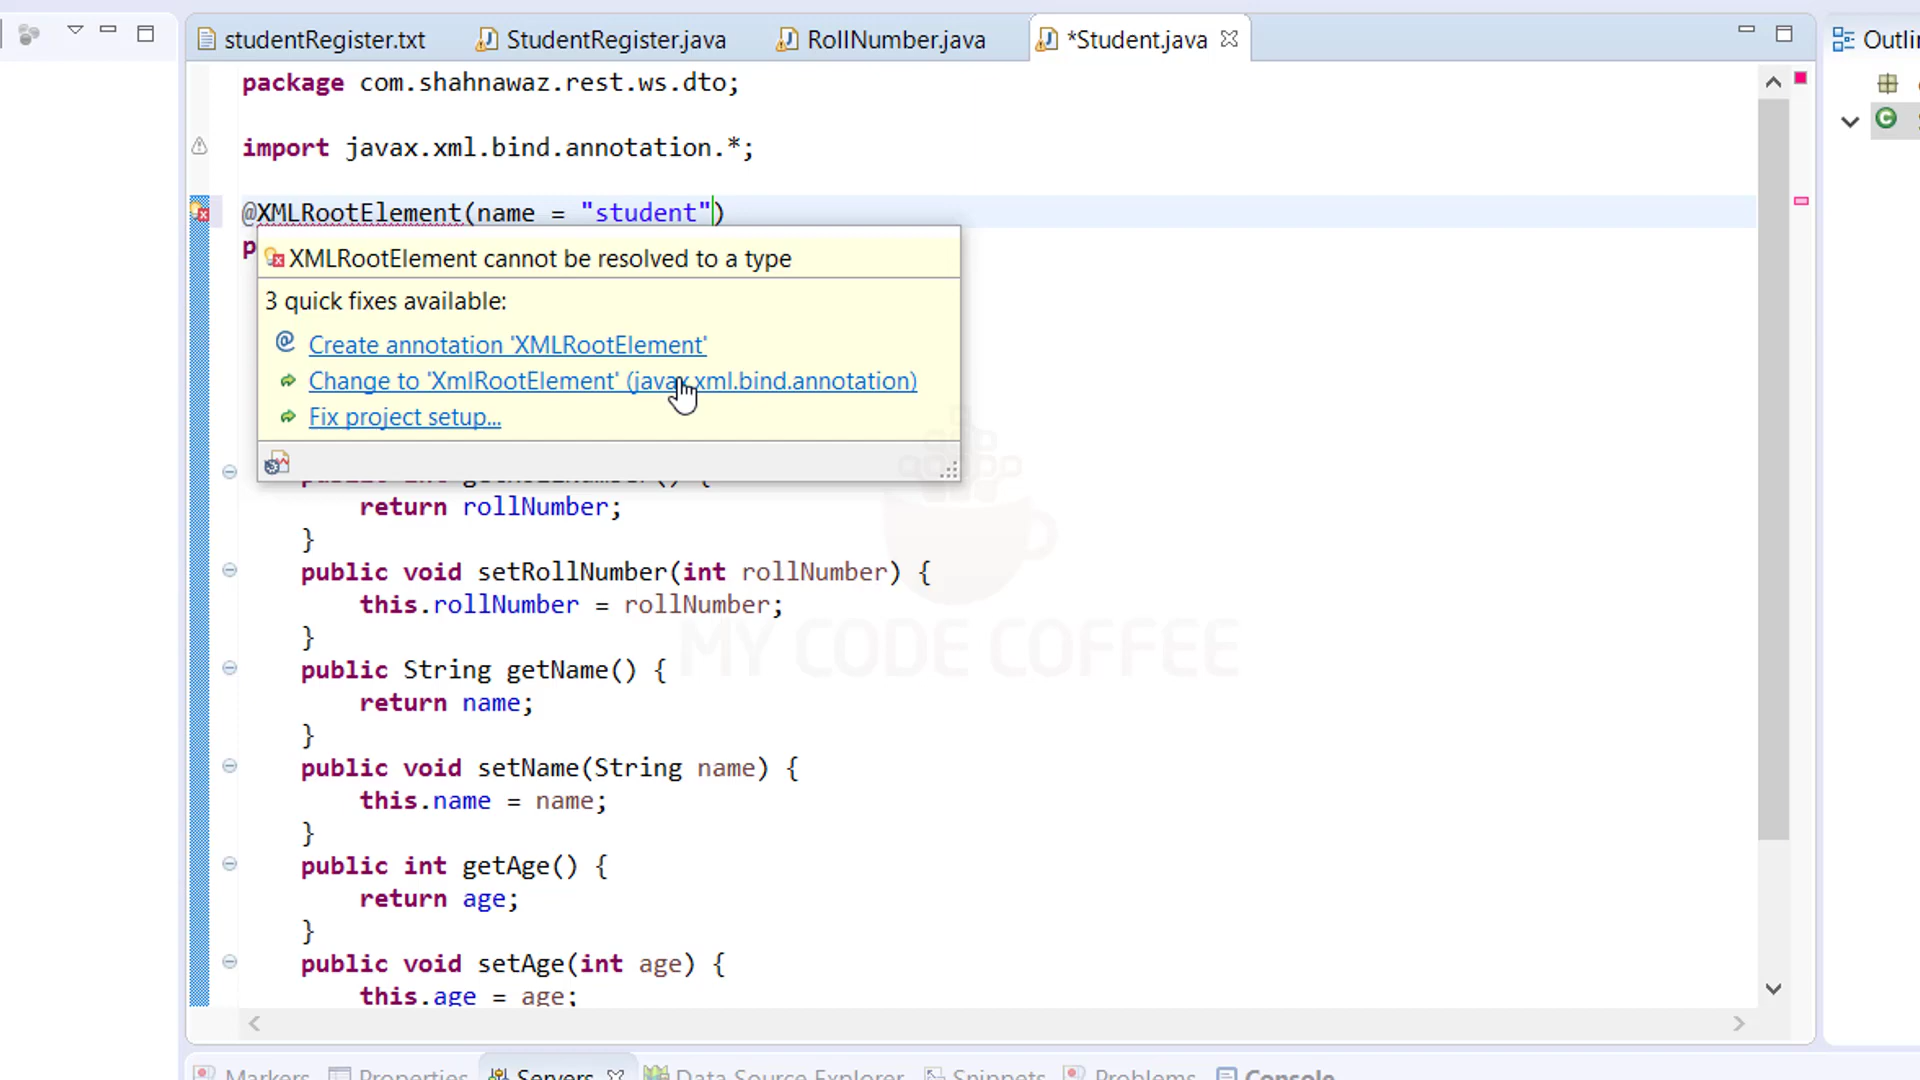 studentRegister.txt StudentRegister.java RollNumber.java *Student.java
package com.shahnawaz.rest.ws.dto;
import javax.xml.bind.annotation.*;
@XMLRootElement(name = "student")
XMLRootElement cannot be resolved to a type
3 quick fixes available:
Create annotation 'XMLRootElement'
Change to 'XmlRootElement' (javax.xml.bind.annotation)
Fix project setup...
return rollNumber;
}
public void setRollNumber(int rollNumber) {
this.rollNumber = rollNumber;
}
public String getName() {
return name;
}
public void setName(String name) {
this.name = name;
}
public int getAge() {
return age;
}
public void setAge(int age) {
this.age = age;
MY CODE COFFEE
Markers Properties Servers Data Source Explorer Snippets Problems Console